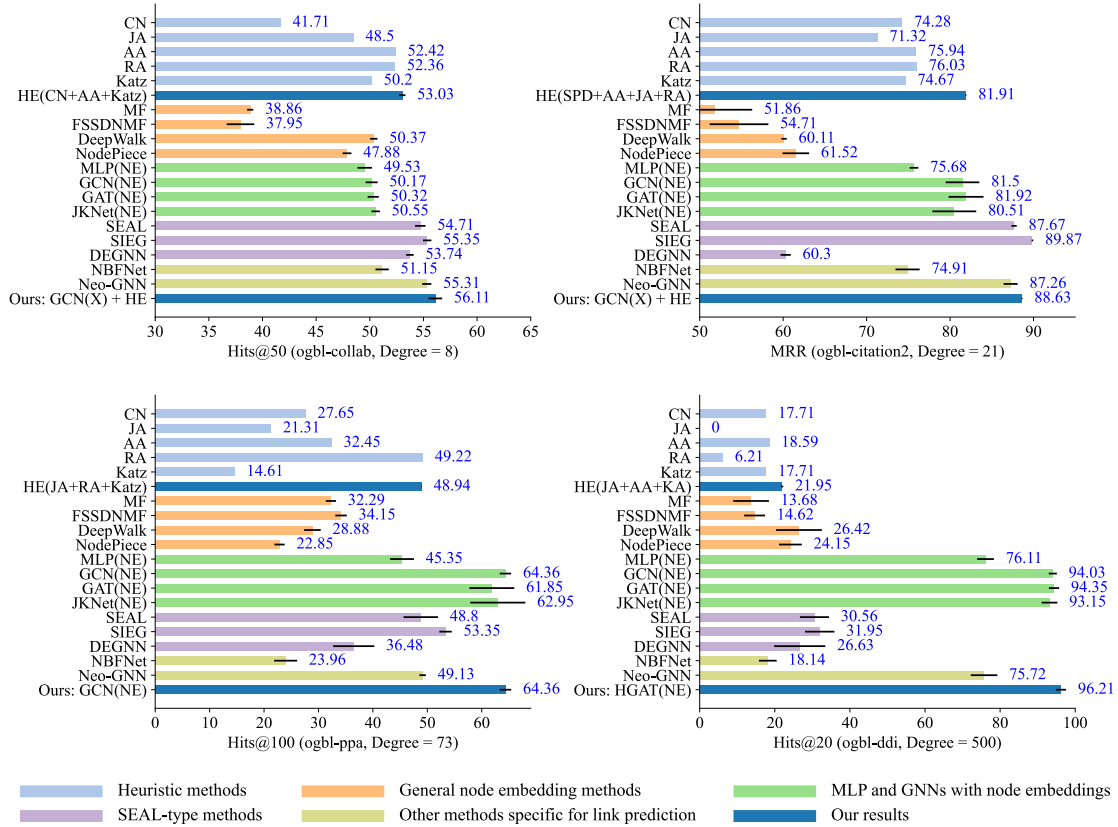 CN 41.71
JA 48.5
AA 52.42
RA 52.36
Katz 50.2
HE(CN+AA+Katz) 53.03
MF 38.86
FSSDNMF 37.95
DeepWalk 50.37
NodePiece 47.88
MLP(NE) 49.53
GCN(NE) 50.17
GAT(NE) 50.32
JKNet(NE) 50.55
SEAL 54.71
SIEG 55.35
DEGNN 53.74
NBFNet 51.15
Neo-GNN 55.31
Ours: GCN(X) + HE 56.11
30 35 40 45 50 55 60 65
Hits@50 (ogbl-collab, Degree = 8)
CN 74.28
JA 71.32
AA 75.94
RA 76.03
Katz 74.67
HE(SPD+AA+JA+RA) 81.91
MF 51.86
FSSDNMF 54.71
DeepWalk 60.11
NodePiece 61.52
MLP(NE) 75.68
GCN(NE) 81.5
GAT(NE) 81.92
JKNet(NE) 80.51
SEAL 87.67
SIEG 89.87
DEGNN 60.3
NBFNet 74.91
Neo-GNN 87.26
Ours: GCN(X) + HE 88.63
50 60 70 80 90
MRR (ogbl-citation2, Degree = 21)
CN 27.65
JA 21.31
AA 32.45
RA 49.22
Katz 14.61
HE(JA+RA+Katz) 48.94
MF 32.29
FSSDNMF 34.15
DeepWalk 28.88
NodePiece 22.85
MLP(NE) 45.35
GCN(NE) 64.36
GAT(NE) 61.85
JKNet(NE) 62.95
SEAL 48.8
SIEG 53.35
DEGNN 36.48
NBFNet 23.96
Neo-GNN 49.13
Ours: GCN(NE) 64.36
0 10 20 30 40 50 60
Hits@100 (ogbl-ppa, Degree = 73)
CN 17.71
JA 0
AA 18.59
RA 6.21
Katz 17.71
HE(JA+AA+KA) 21.95
MF 13.68
FSSDNMF 14.62
DeepWalk 26.42
NodePiece 24.15
MLP(NE) 76.11
GCN(NE) 94.03
GAT(NE) 94.35
JKNet(NE) 93.15
SEAL 30.56
SIEG 31.95
DEGNN 26.63
NBFNet 18.14
Neo-GNN 75.72
Ours: HGAT(NE) 96.21
0 20 40 60 80 100
Hits@20 (ogbl-ddi, Degree = 500)
Heuristic methods
General node embedding methods
MLP and GNNs with node embeddings
SEAL-type methods
Other methods specific for link prediction
Our results